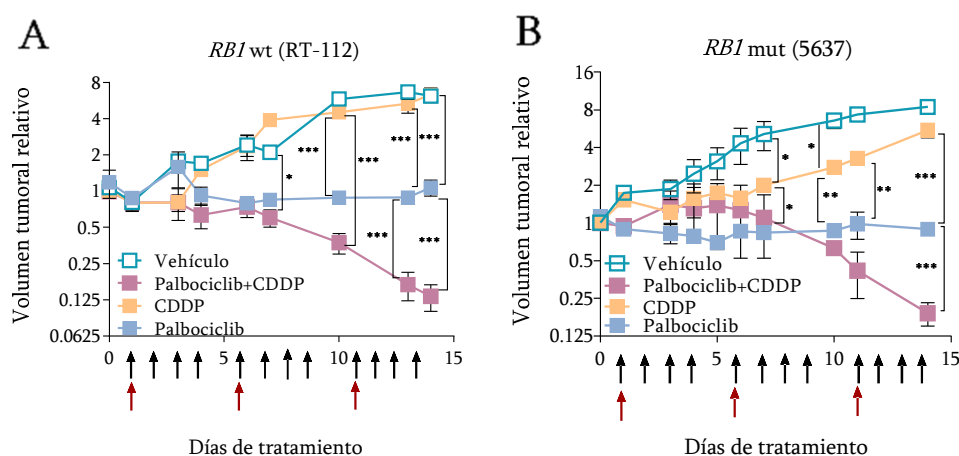 A
RB1 wt (RT-112)
Volumen tumoral relativo
8
4
2
1
0.5
0.25
0.125
0.0625
***
***
***
*
***
***
Vehículo
Palbociclib+CDDP
CDDP
Palbociclib
0
5
10
15
Días de tratamiento
B
RB1 mut (5637)
Volumen tumoral relativo
16
8
4
2
1
0.5
0.25
0.125
*
*
**
**
***
*
***
Vehículo
Palbociclib+CDDP
CDDP
Palbociclib
0
5
10
15
Días de tratamiento